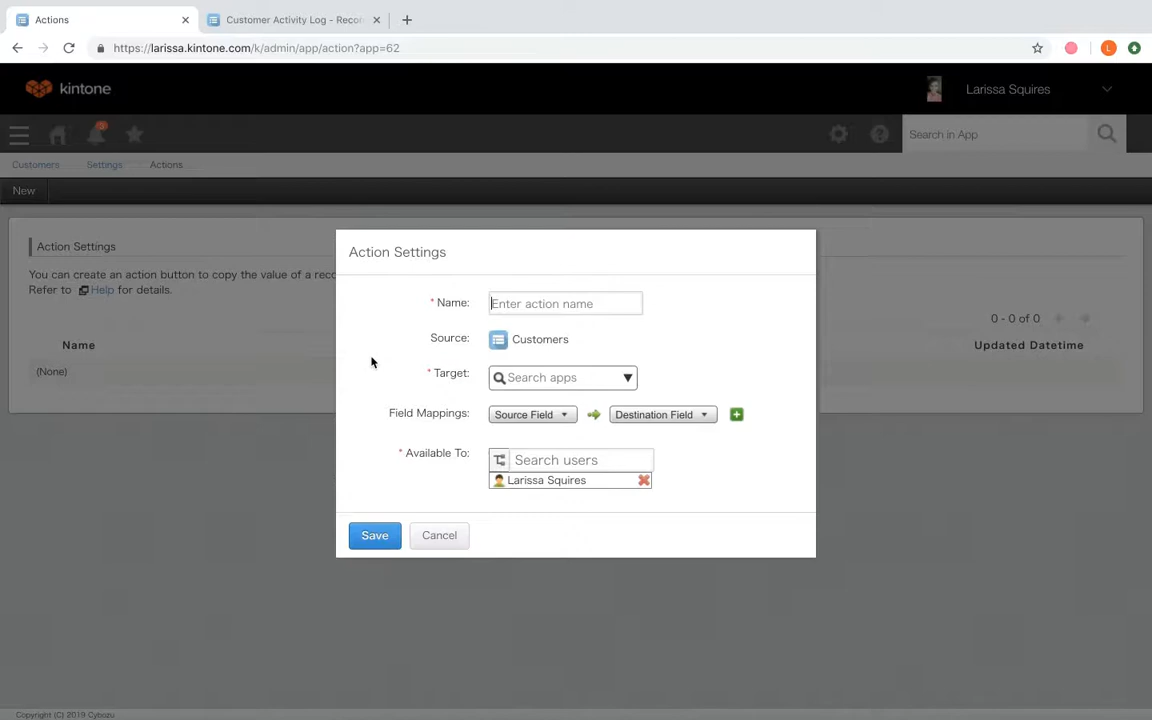 Actions
Customer Activity Log - Reco
https://larissa.kintone.com/k/admin/app/action?app=62
L
kintone
Larissa Squires
Search in App
Customers Settings Actions
New
Action Settings
You can create an action button to copy the value of a reco
Refer to Help for details.
0 - 0 of 0
Name Updated Datetime
(None)
Action Settings
* Name: Enter action name
Source: Customers
* Target: Search apps
Field Mappings: Source Field Destination Field
* Available To: Search users
Larissa Squires
Save Cancel
Copyright (C) 2019 Cybozu